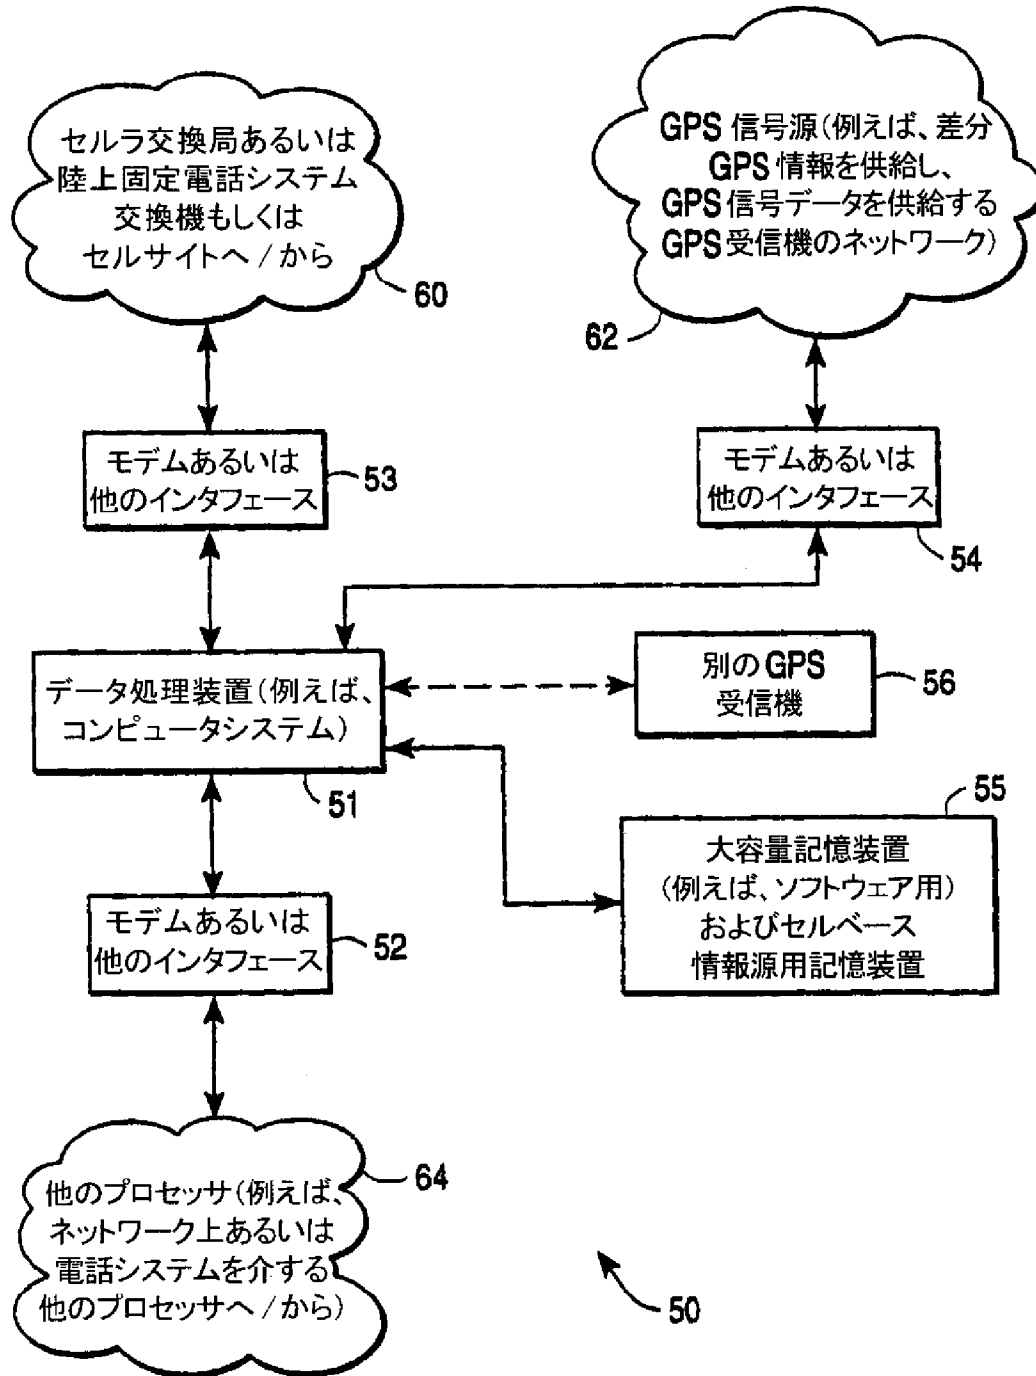 セルラ交換局あるいは
陸上固定電話システム
交換機もしくは
セルサイトへ / から
60
GPS 信号源(例えば、差分
GPS 情報を供給し、
GPS 信号データを供給する
GPS 受信機のネットワーク)
62
モデムあるいは
他のインタフェース
53
モデムあるいは
他のインタフェース
54
データ処理装置(例えば、
コンピュータシステム)
51
別の GPS
受信機
56
55
大容量記憶装置
(例えば、ソフトウェア用)
およびセルベース
情報源用記憶装置
モデムあるいは
他のインタフェース
52
64
他のプロセッサ(例えば、
ネットワーク上あるいは
電話システムを介する
他のプロセッサへ / から)
50